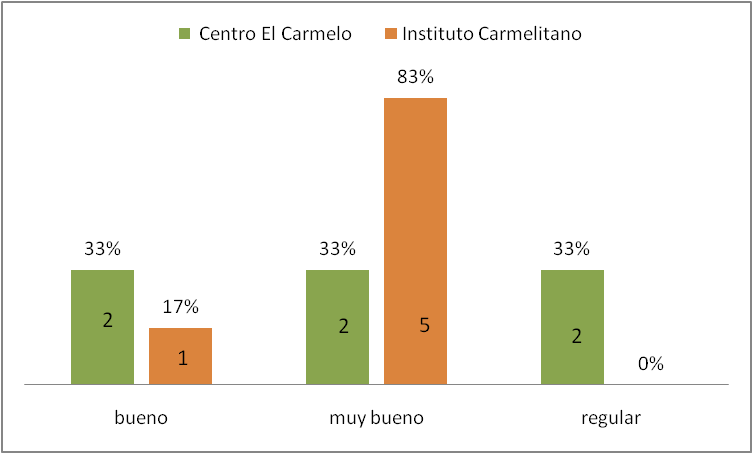 Centro El Carmelo Instituto Carmelitano
83%
33% 33% 33%
17%
2 2 5 2
1 0%
bueno muy bueno regular